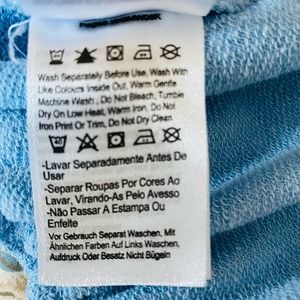 Wash Separately Before Use, Wash With
Like Colours Inside Out, Warm Gentle
Machine Wash, Do Not Bleach, Tumble
Dry On Low Heat, Warm Iron, Do Not
Iron Print Or Trim, Do Not Dry Clean
-Lavar Separadamente Antes De
Usar
-Separar Roupas Por Cores Ao
Lavar, Virando-As Pelo Avesso
-Não Passar A Estampa Ou
Enfeite
Vor Gebrauch Separat Waschen, Mit
Ähnlichen Farben Auf Links Waschen,
Aufdruck Oder Besatz Nicht Bügeln